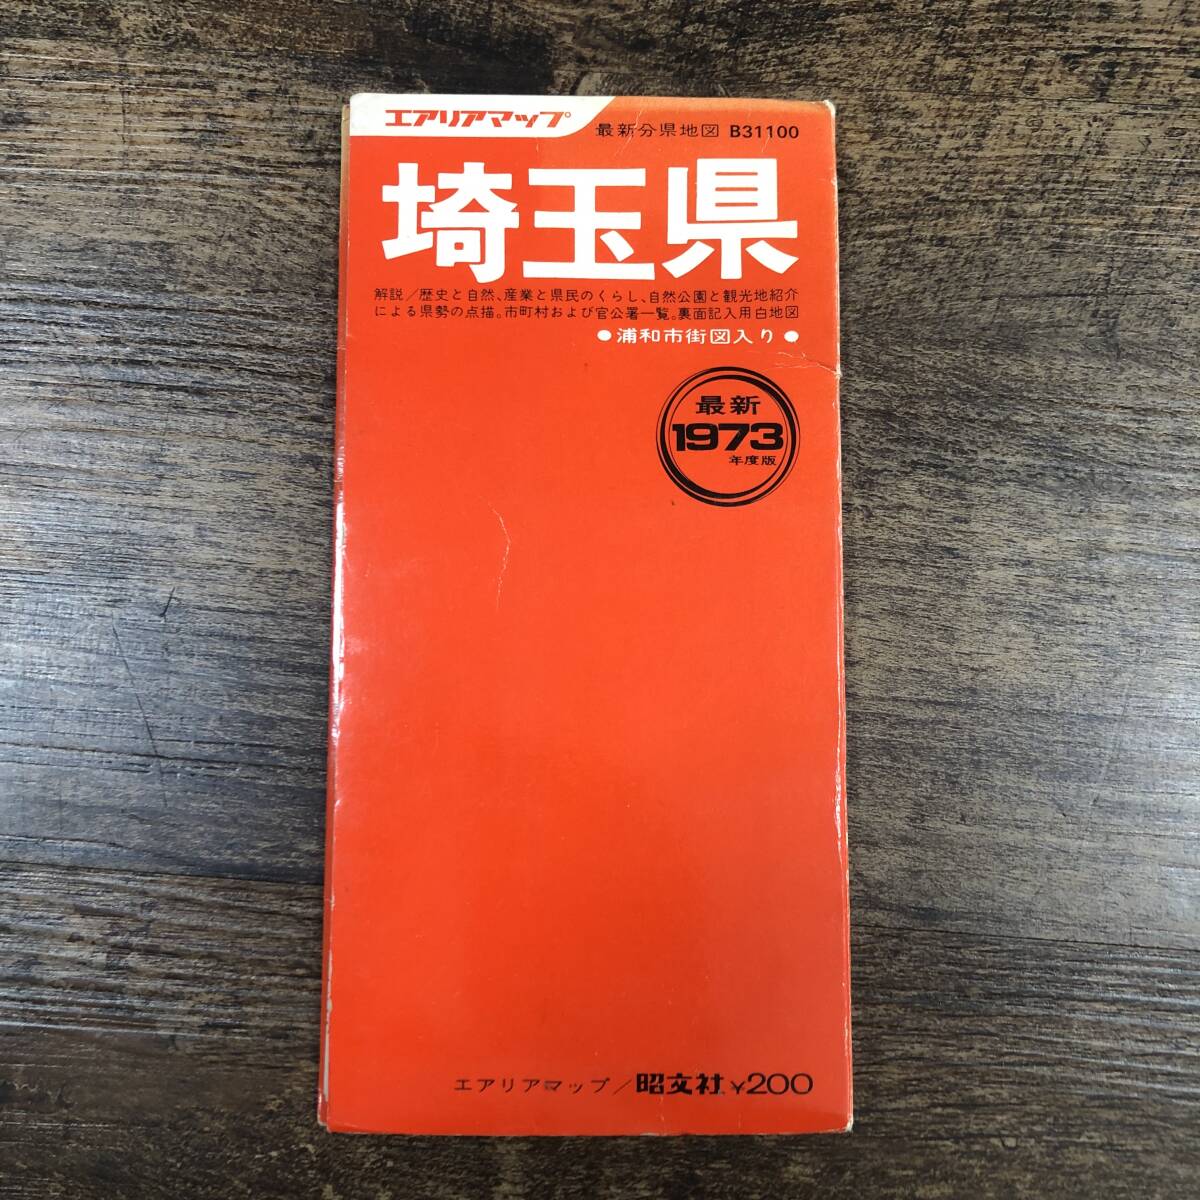 エアリアマップ
最新分県地図 B31100
埼玉県
解説／歴史と自然、産業と県民のくらし、自然公園と観光地紹介
による県勢の点描。市町村および官公署一覧。裏面記入用白地図
●浦和市街図入り●
最新
1973
年度版
エアリアマップ／昭文社 ¥200